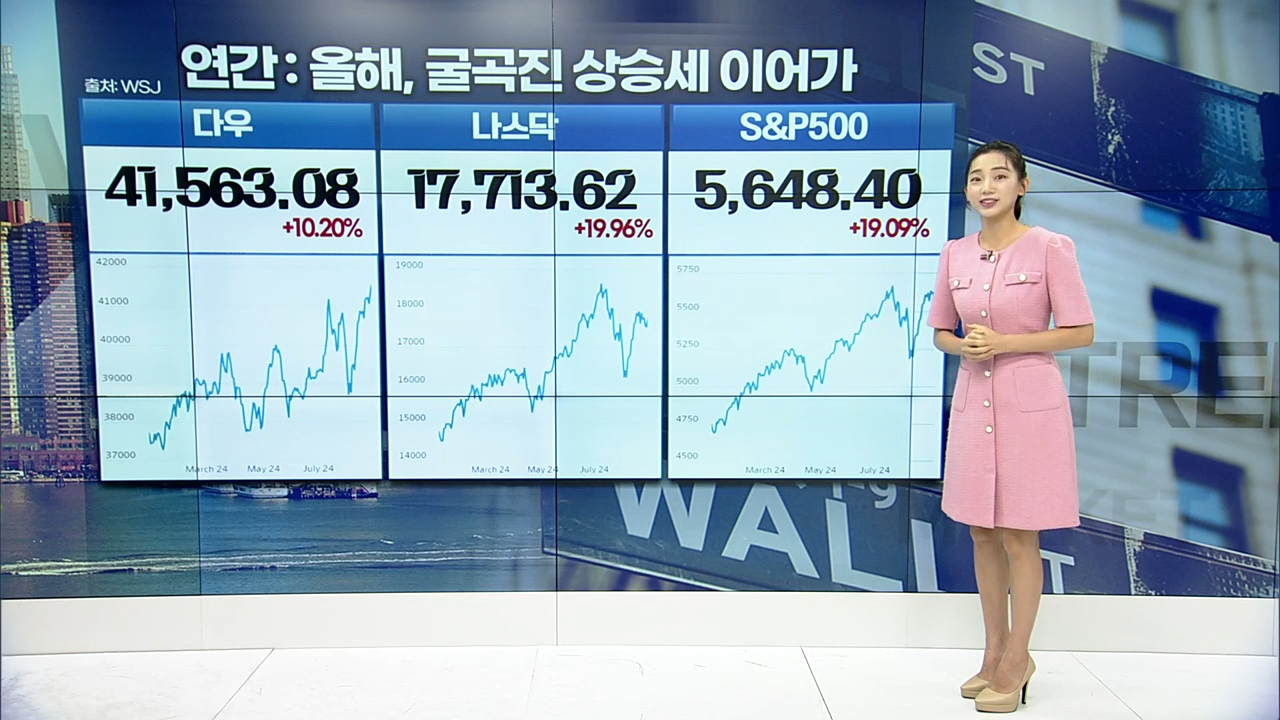 연간 : 올해, 굴곡진 상승세 이어가
출처: WSJ
다우
41,563.08
+10.20%
42000
41000
40000
39000
38000
37000
March 24 May 24 July 24
나스닥
17,713.62
+19.96%
19000
18000
17000
16000
15000
14000
March 24 May 24 July 24
S&P500
5,648.40
+19.09%
5750
5500
5250
5000
4750
4500
March 24 May 24 July 24
ST
TRE
WALL
T